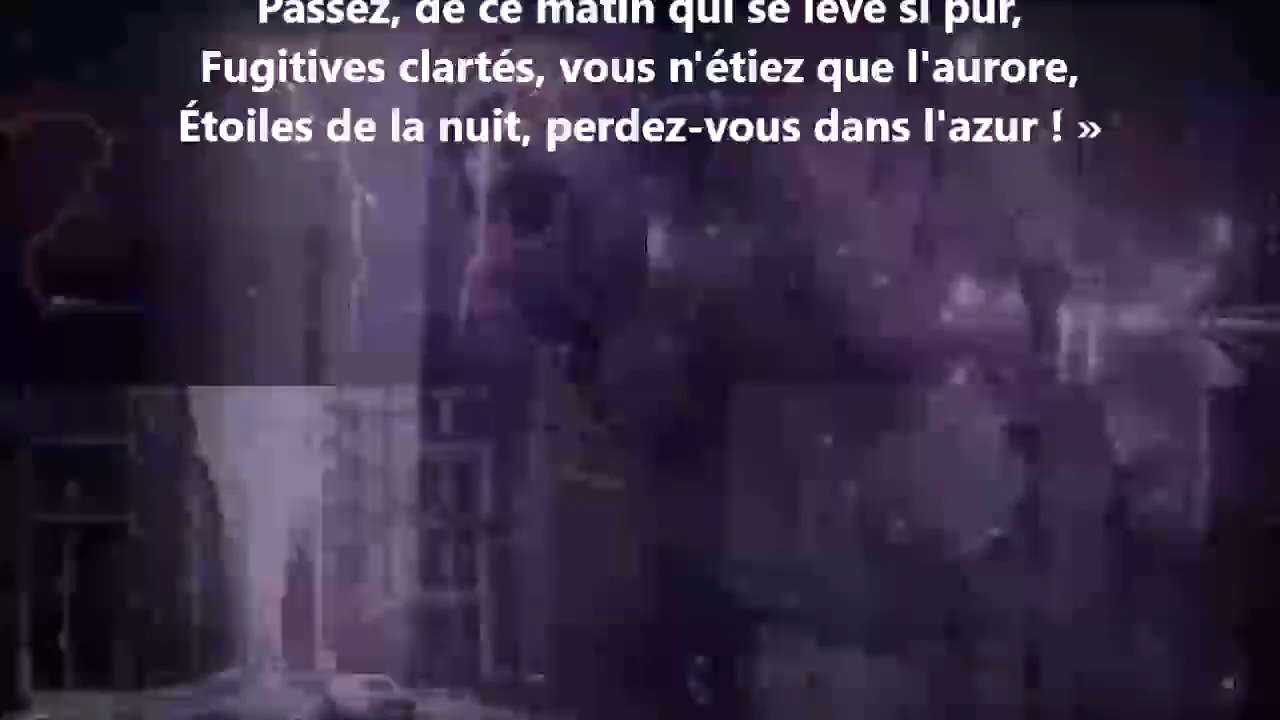 Passez, de ce matin qui se lève si pur,
Fugitives clartés, vous n'étiez que l'aurore,
Étoiles de la nuit, perdez-vous dans l'azur ! »